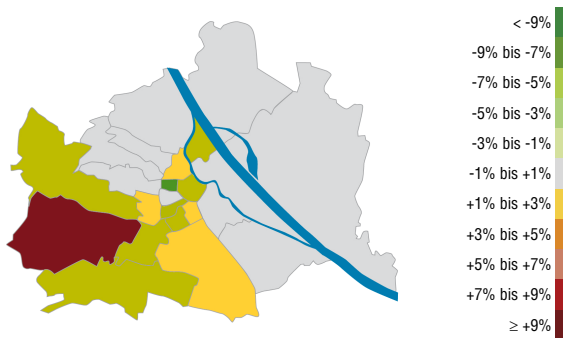 < -9%
-9% bis -7%
-7% bis -5%
-5% bis -3%
-3% bis -1%
-1% bis +1%
+1% bis +3%
+3% bis +5%
+5% bis +7%
+7% bis +9%
≥ +9%